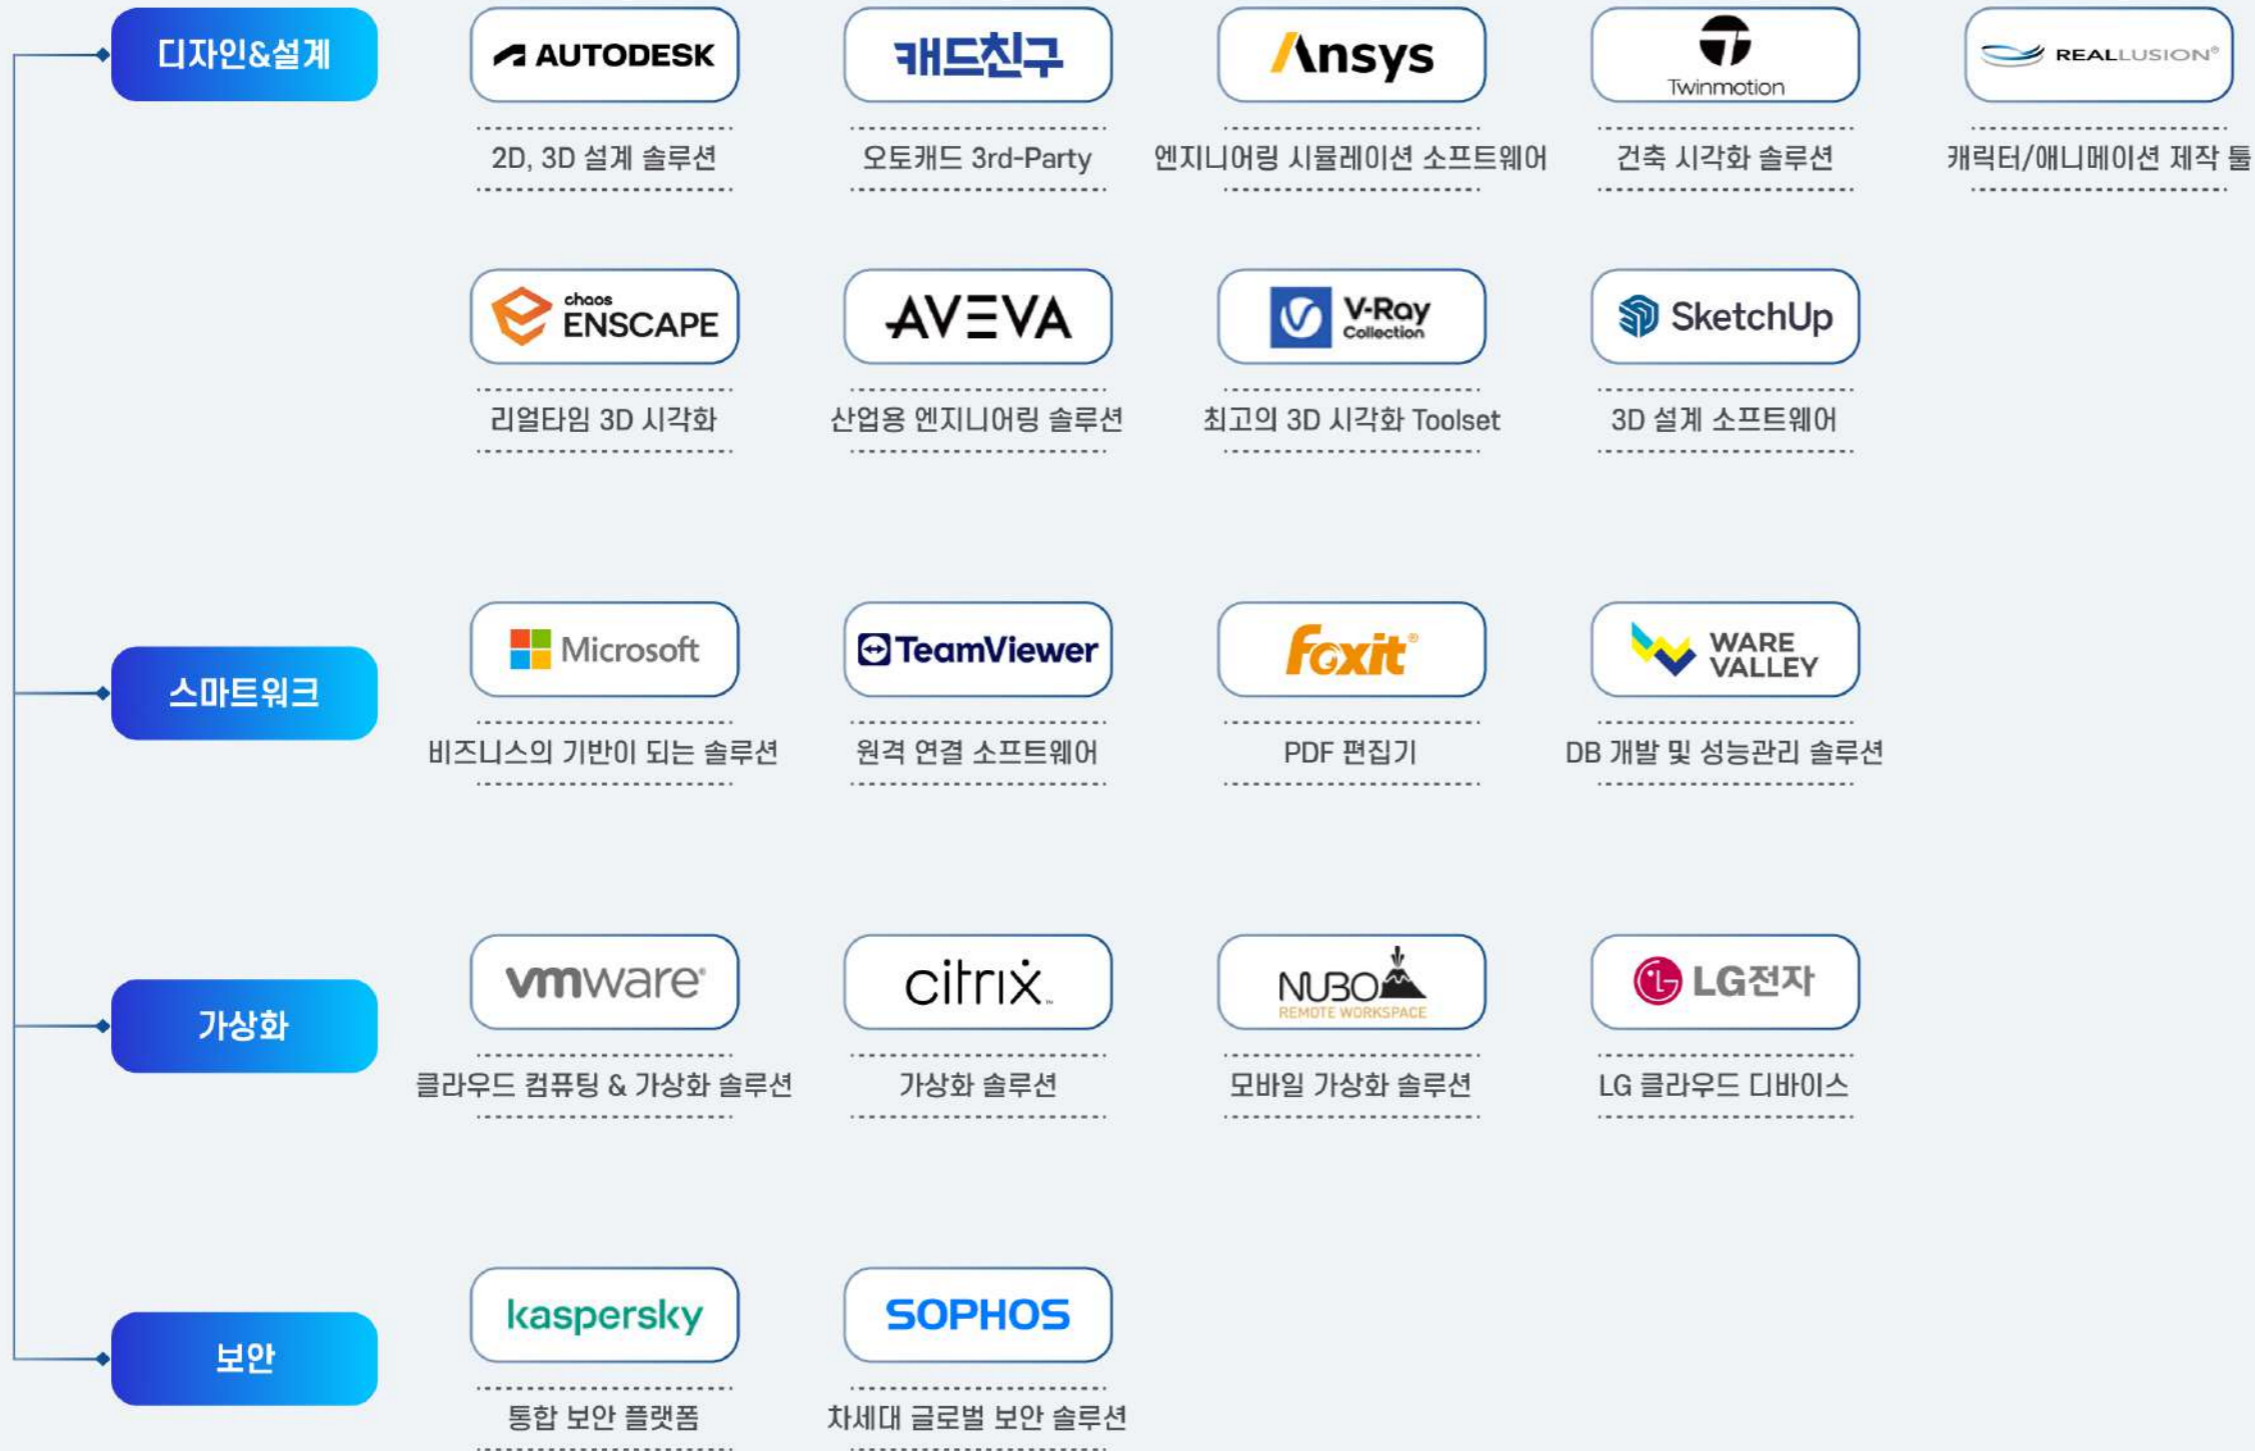 디자인&설계
AUTODESK
2D, 3D 설계 솔루션
캐드친구
오토캐드 3rd-Party
Ansys
엔지니어링 시뮬레이션 소프트웨어
Twinmotion
건축 시각화 솔루션
REALLUSION®
캐릭터/애니메이션 제작 툴
chaos
ENSCAPE
리얼타임 3D 시각화
AVEVA
산업용 엔지니어링 솔루션
V-Ray
Collection
최고의 3D 시각화 Toolset
SketchUp
3D 설계 소프트웨어
스마트워크
Microsoft
비즈니스의 기반이 되는 솔루션
TeamViewer
원격 연결 소프트웨어
foxit®
PDF 편집기
WARE
VALLEY
DB 개발 및 성능관리 솔루션
가상화
vmware®
클라우드 컴퓨팅 & 가상화 솔루션
citrix™
가상화 솔루션
NUBO
REMOTE WORKSPACE
모바일 가상화 솔루션
LG전자
LG 클라우드 디바이스
보안
kaspersky
통합 보안 플랫폼
SOPHOS
차세대 글로벌 보안 솔루션